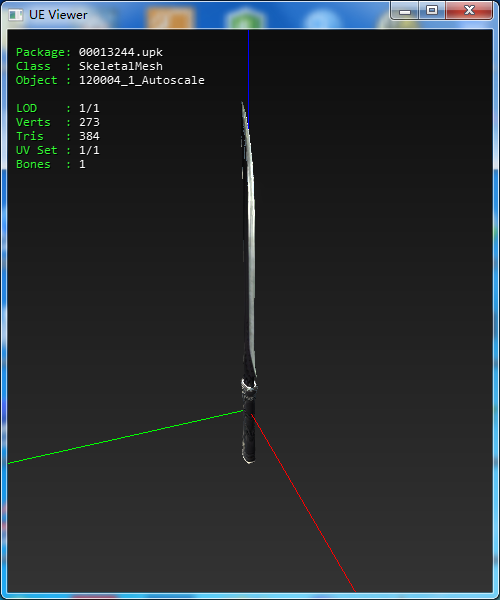 UE Viewer
Package: 00013244.upk
Class : SkeletalMesh
Object : 120004_1_Autoscale
LOD : 1/1
Verts : 273
Tris : 384
UV Set : 1/1
Bones : 1